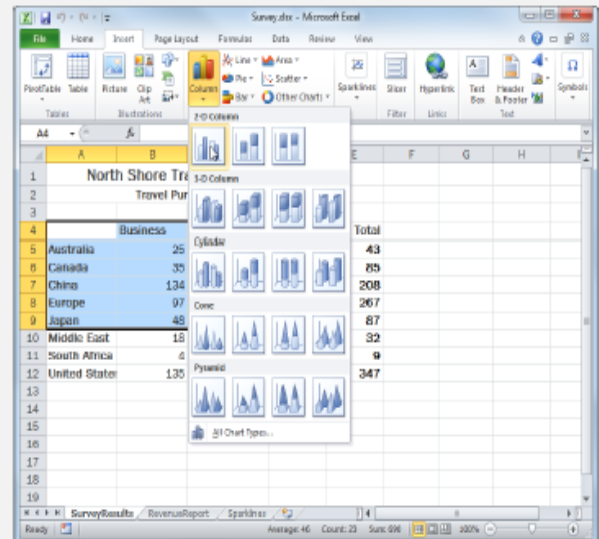 Survey.xlsx - Microsoft Excel
File Home Insert Page Layout Formulas Data Review View
PivotTable Table Picture Clip Art Column Line Area Sparklines Slicer Hyperlink Text Box Header & Footer Symbols
Pie Scatter
Bar Other Charts
Tables Illustrations Filter Links Text
A4 fx
2-D Column
A B E F G H
1 North Shore Tra
2 Travel Pur
3
3-D Column
4 Business Total
5 Australia 25 43
Cylinder
6 Canada 35 85
7 China 134 208
8 Europe 97 267
Cone
9 Japan 48 87
10 Middle East 18 32
11 South Africa 4 9
12 United States 135 347
Pyramid
13
14
15
16 All Chart Types...
17
18
19
SurveyResults RevenueReport Sparklines
Ready Average: 46 Count: 23 Sum: 696 100%